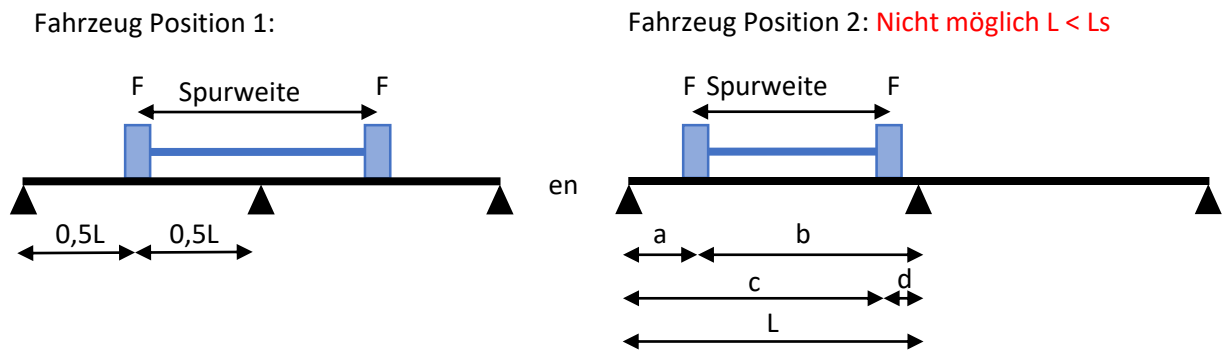 Fahrzeug Position 1:
F Spurweite F
0,5L 0,5L
en
Fahrzeug Position 2: Nicht möglich L < Ls
F Spurweite F
a b
c d
L